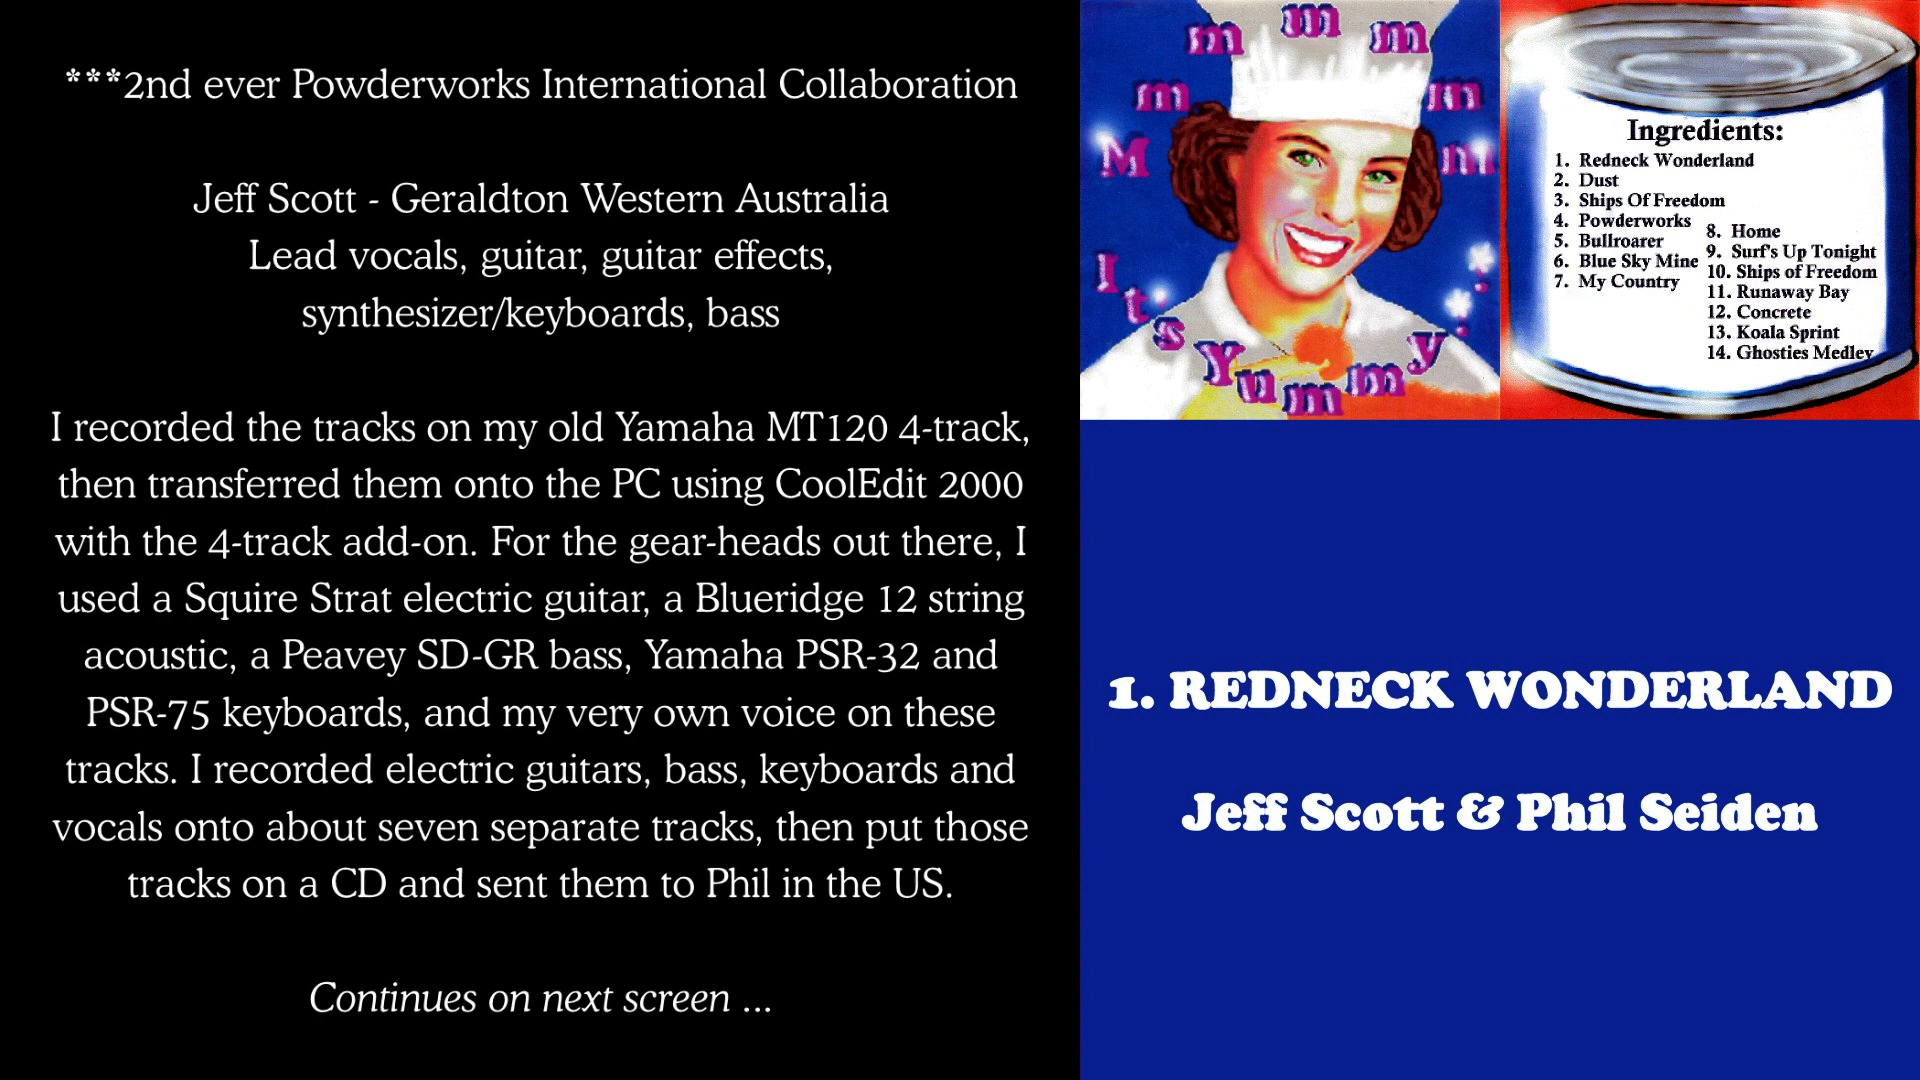 ***2nd ever Powderworks International Collaboration
Jeff Scott - Geraldton Western Australia
Lead vocals, guitar, guitar effects,
synthesizer/keyboards, bass
I recorded the tracks on my old Yamaha MT120 4-track,
then transferred them onto the PC using CoolEdit 2000
with the 4-track add-on. For the gear-heads out there, I
used a Squire Strat electric guitar, a Blueridge 12 string
acoustic, a Peavey SD-GR bass, Yamaha PSR-32 and
PSR-75 keyboards, and my very own voice on these
tracks. I recorded electric guitars, bass, keyboards and
vocals onto about seven separate tracks, then put those
tracks on a CD and sent them to Phil in the US.
Continues on next screen ...
M m m m m m m
It's Yummy!
Ingredients:
1. Redneck Wonderland
2. Dust
3. Ships Of Freedom
4. Powderworks
5. Bullroarer
6. Blue Sky Mine
7. My Country
8. Home
9. Surf's Up Tonight
10. Ships of Freedom
11. Runaway Bay
12. Concrete
13. Koala Sprint
14. Ghosties Medley
1. REDNECK WONDERLAND
Jeff Scott & Phil Seiden